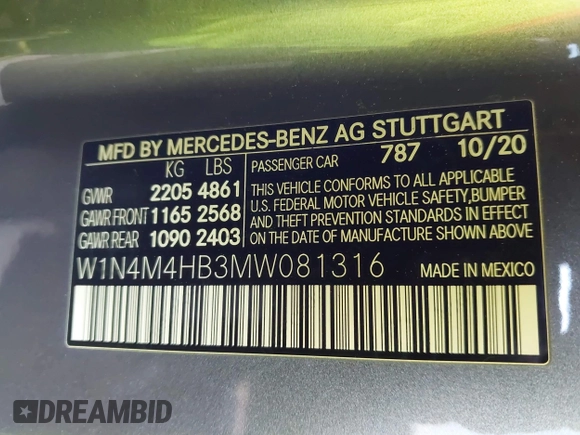 MFD BY MERCEDES-BENZ AG STUTTGART
KG LBS PASSENGER CAR 787 10/20
GVWR 2205 4861
GAWR FRONT 1165 2568
GAWR REAR 1090 2403
THIS VEHICLE CONFORMS TO ALL APPLICABLE
U.S. FEDERAL MOTOR VEHICLE SAFETY,BUMPER
AND THEFT PREVENTION STANDARDS IN EFFECT
ON THE DATE OF MANUFACTURE SHOWN ABOVE.
W1N4M4HB3MW081316 MADE IN MEXICO
DREAMBID